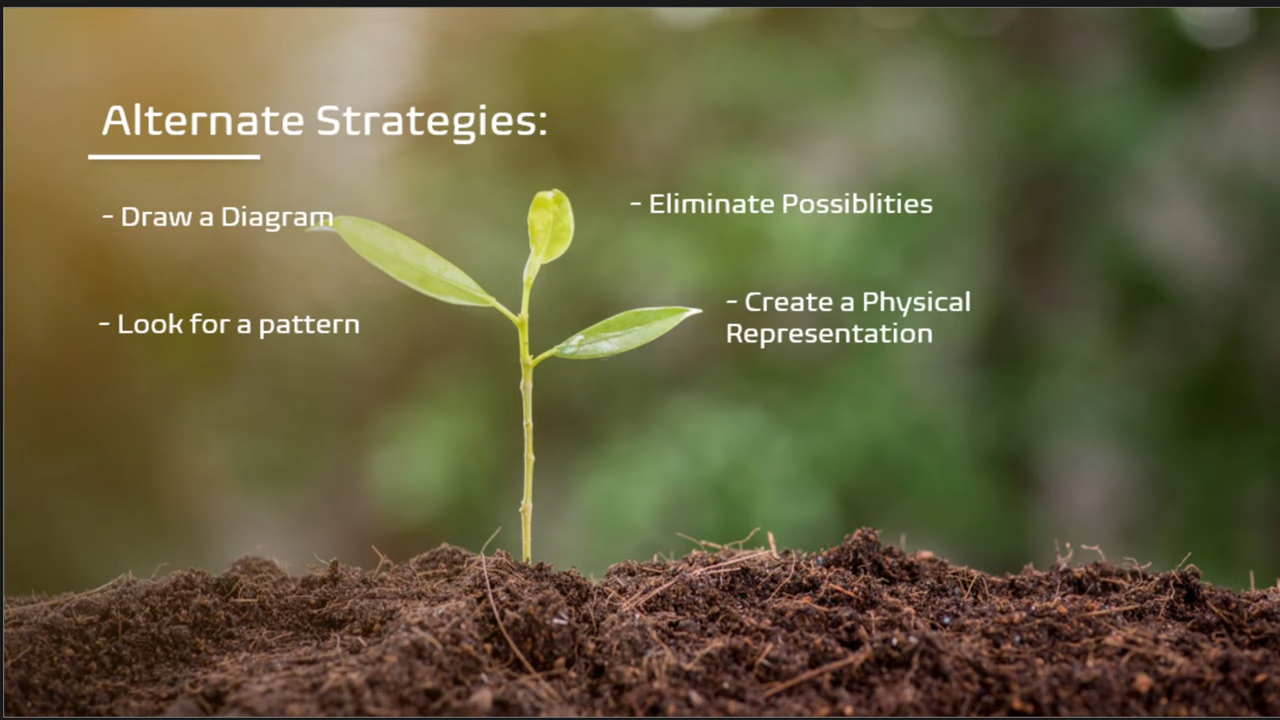 Alternate Strategies:
- Draw a Diagram
- Look for a pattern
- Eliminate Possiblities
- Create a Physical
Representation